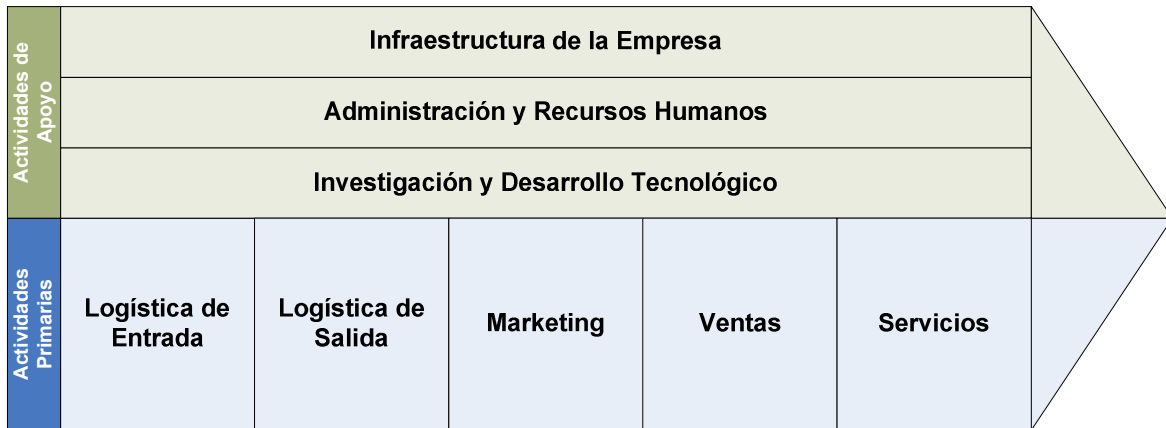 Actividades de
Apoyo
Infraestructura de la Empresa
Administración y Recursos Humanos
Investigación y Desarrollo Tecnológico
Actividades
Primarias
Logística de
Entrada
Logística de
Salida
Marketing
Ventas
Servicios